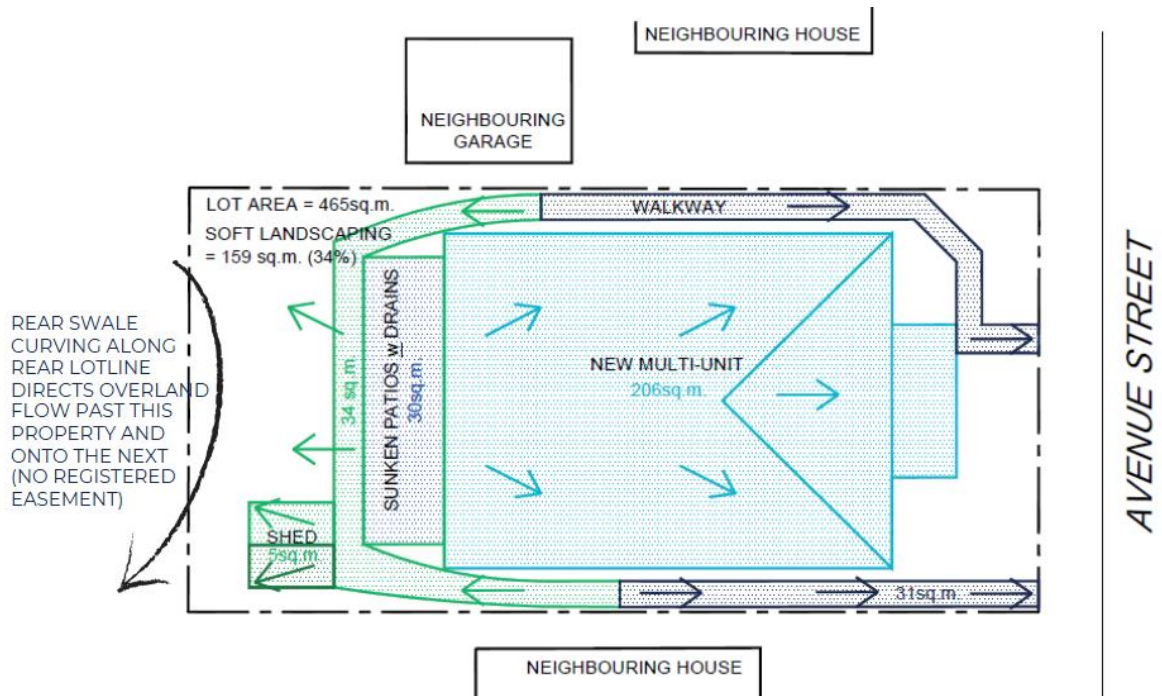 NEIGHBOURING HOUSE
NEIGHBOURING
GARAGE
LOT AREA = 465sq.m.
SOFT LANDSCAPING
= 159 sq.m. (34%)
WALKWAY
REAR SWALE
CURVING ALONG
REAR LOTLINE
DIRECTS OVERLAND
FLOW PAST THIS
PROPERTY AND
ONTO THE NEXT
(NO REGISTERED
EASEMENT)
34 sq.m.
SUNKEN PATIOS w DRAINS
30sq.m.
NEW MULTI-UNIT
206sq.m.
SHED
5sq.m
31sq.m
NEIGHBOURING HOUSE
AVENUE STREET